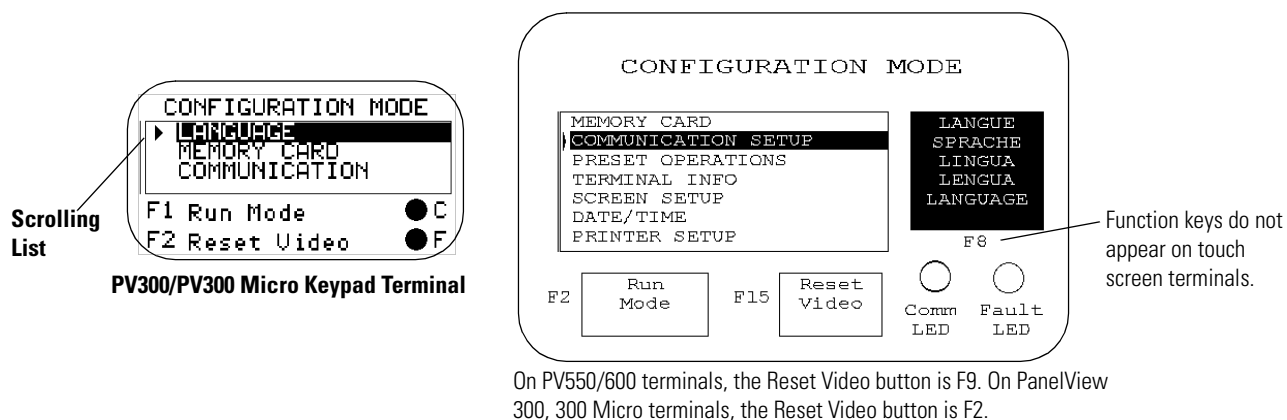 CONFIGURATION MODE
LANGUAGE
MEMORY CARD
COMMUNICATION
F1 Run Mode C
F2 Reset Video F
Scrolling
List
PV300/PV300 Micro Keypad Terminal
CONFIGURATION MODE
MEMORY CARD
COMMUNICATION SETUP
PRESET OPERATIONS
TERMINAL INFO
SCREEN SETUP
DATE/TIME
PRINTER SETUP
LANGUE
SPRACHE
LINGUA
LENGUA
LANGUAGE
F8
F2
Run
Mode
F15
Reset
Video
Comm
LED
Fault
LED
Function keys do not
appear on touch
screen terminals.
On PV550/600 terminals, the Reset Video button is F9. On PanelView
300, 300 Micro terminals, the Reset Video button is F2.